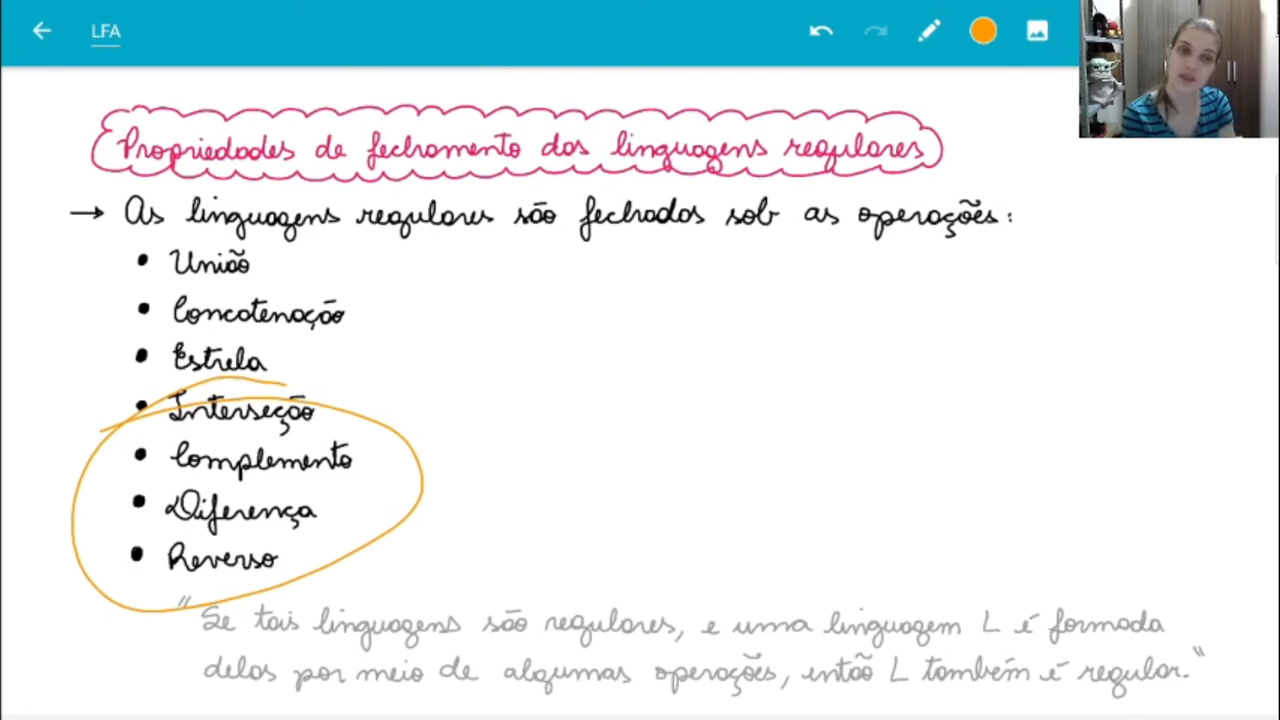 LFA
Propriedades de fechamento das linguagens regulares
→ As linguagens regulares são fechadas sob as operações:
• União
• Concatenação
• Estrela
• Interseção
• Complemento
• Diferença
• Reverso
"Se tais linguagens são regulares, e uma linguagem L é formada
delas por meio de algumas operações, então L também é regular."